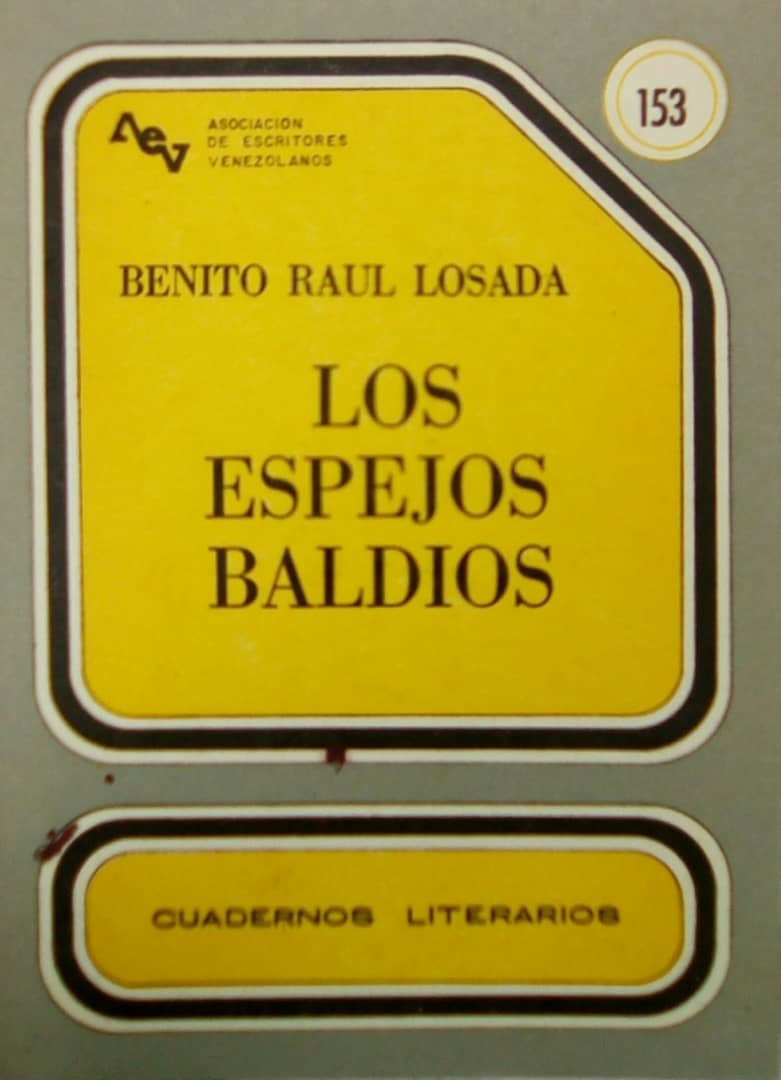 153
Aev
ASOCIACION
DE ESCRITORES
VENEZOLANOS
BENITO RAUL LOSADA
LOS
ESPEJOS
BALDIOS
CUADERNOS LITERARIOS